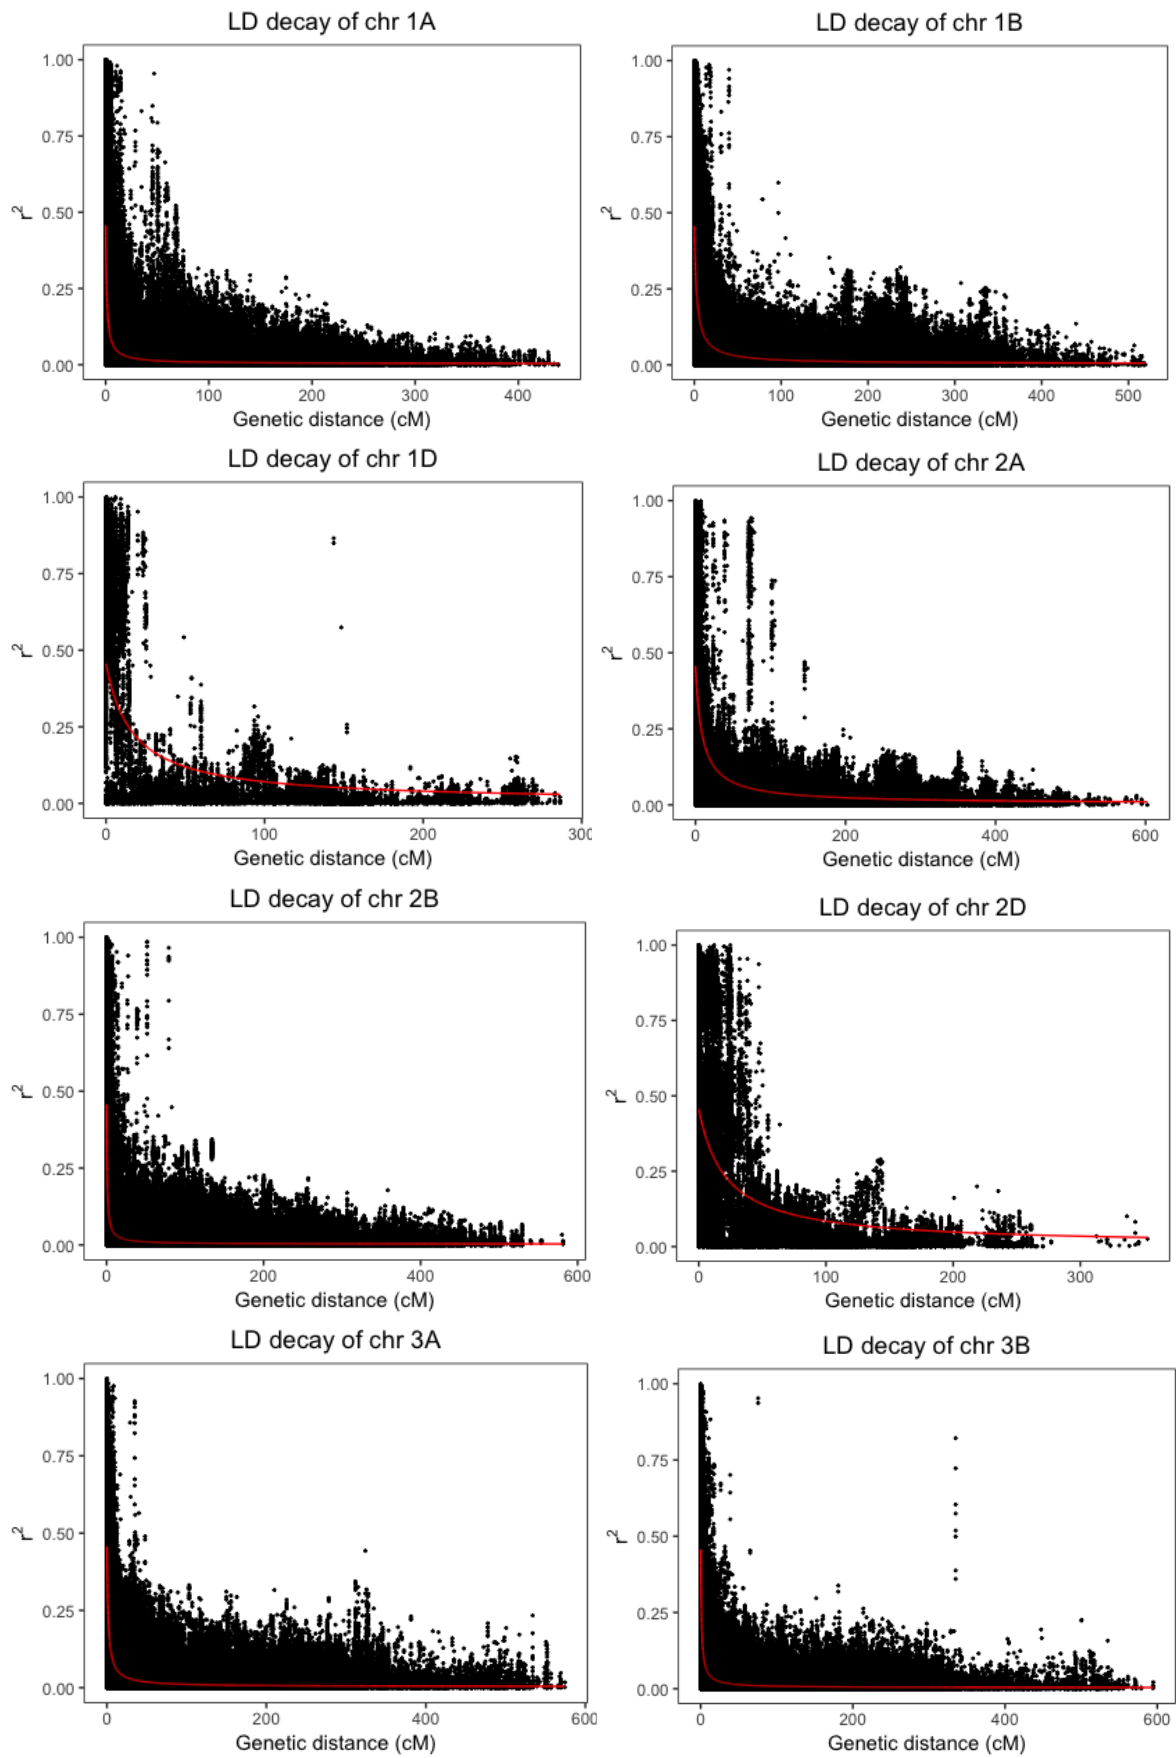 LD decay of chr 1A
1.00
0.75
0.50
0.25
0.00
r²
0 100 200 300 400
Genetic distance (cM)
LD decay of chr 1B
1.00
0.75
0.50
0.25
0.00
r²
0 100 200 300 400 500
Genetic distance (cM)
LD decay of chr 1D
1.00
0.75
0.50
0.25
0.00
r²
0 100 200 300
Genetic distance (cM)
LD decay of chr 2A
1.00
0.75
0.50
0.25
0.00
r²
0 200 400 600
Genetic distance (cM)
LD decay of chr 2B
1.00
0.75
0.50
0.25
0.00
r²
0 200 400 600
Genetic distance (cM)
LD decay of chr 2D
1.00
0.75
0.50
0.25
0.00
r²
0 100 200 300
Genetic distance (cM)
LD decay of chr 3A
1.00
0.75
0.50
0.25
0.00
r²
0 200 400 600
Genetic distance (cM)
LD decay of chr 3B
1.00
0.75
0.50
0.25
0.00
r²
0 200 400 600
Genetic distance (cM)